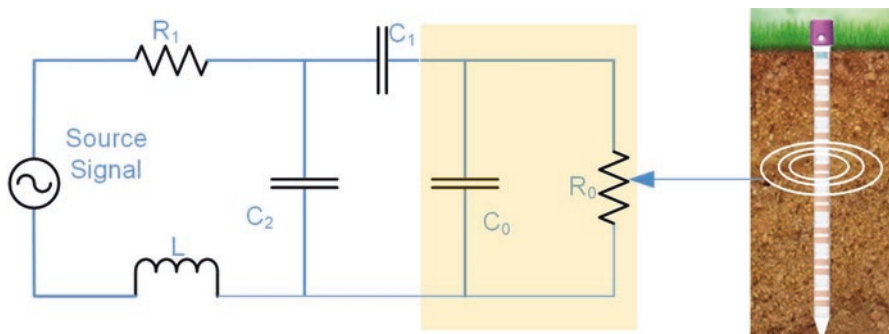 R₁
C₁
Source
Signal
C₂
C₀
R₀
L